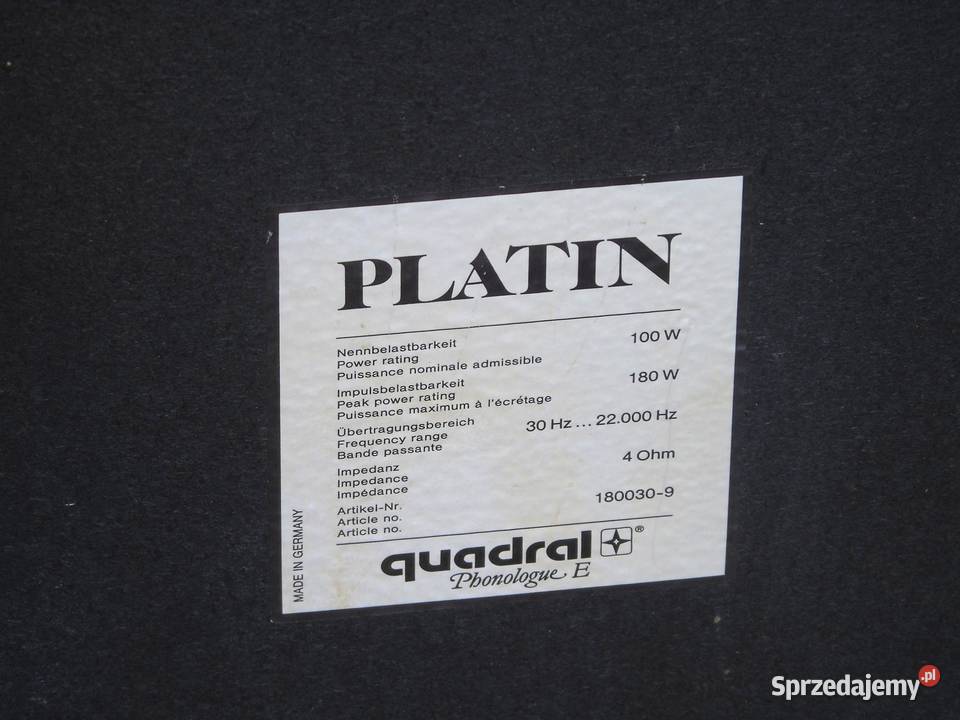 PLATIN
Nennbelastbarkeit
Power rating
Puissance nominale admissible
100 W
Impulsbelastbarkeit
Peak power rating
Puissance maximum à l'écrêtage
180 W
Übertragungsbereich
Frequency range
Bande passante
30 Hz ... 22.000 Hz
Impedanz
Impedance
Impédance
4 Ohm
Artikel-Nr.
Article no.
Article no.
180030-9
quadral®
Phonologue E
MADE IN GERMANY
Sprzedajemy.pl